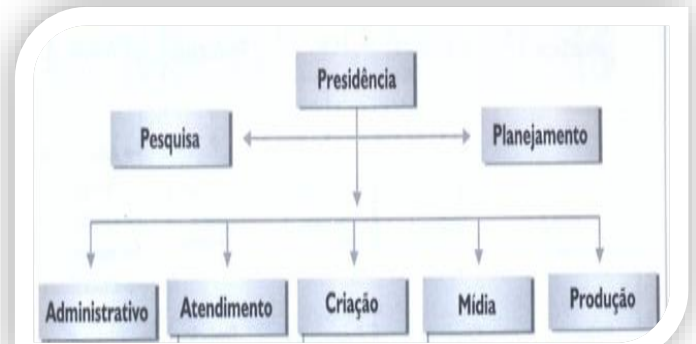 Presidência
Pesquisa
Planejamento
Administrativo
Atendimento
Criação
Mídia
Produção